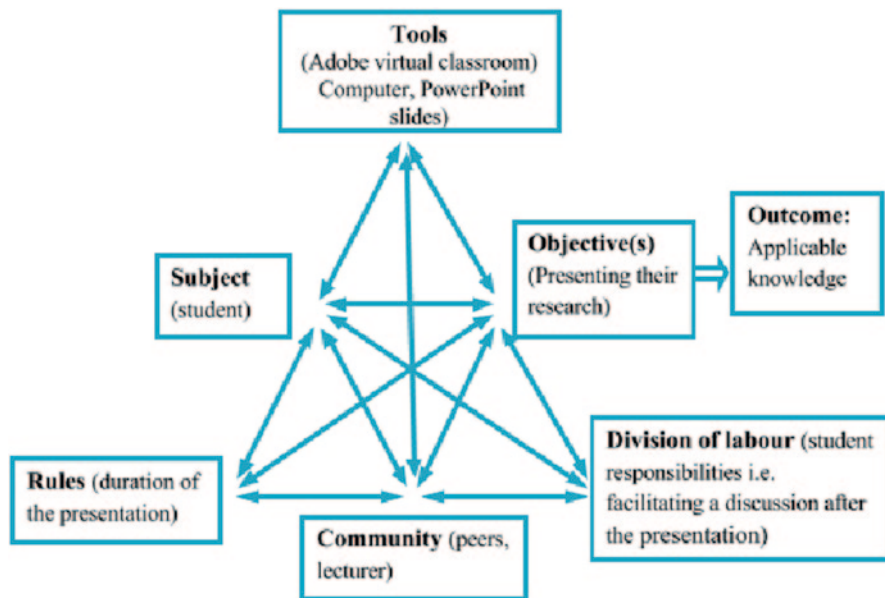 Tools
(Adobe virtual classroom)
Computer, PowerPoint
slides)
Subject
(student)
Objective(s)
(Presenting their
research)
Outcome:
Applicable
knowledge
Rules (duration of
the presentation)
Community (peers,
lecturer)
Division of labour (student
responsibilities i.e.
facilitating a discussion after
the presentation)